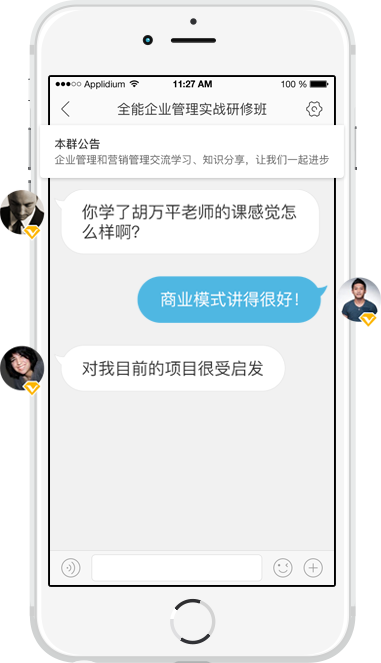 ●●●○○ Applidium 11:27 AM 100 %
全能企业管理实战研修班
本群公告
企业管理和营销管理交流学习、知识分享，让我们一起进步
你学了胡万平老师的课感觉怎
么样啊？
商业模式讲得很好！
对我目前的项目很受启发